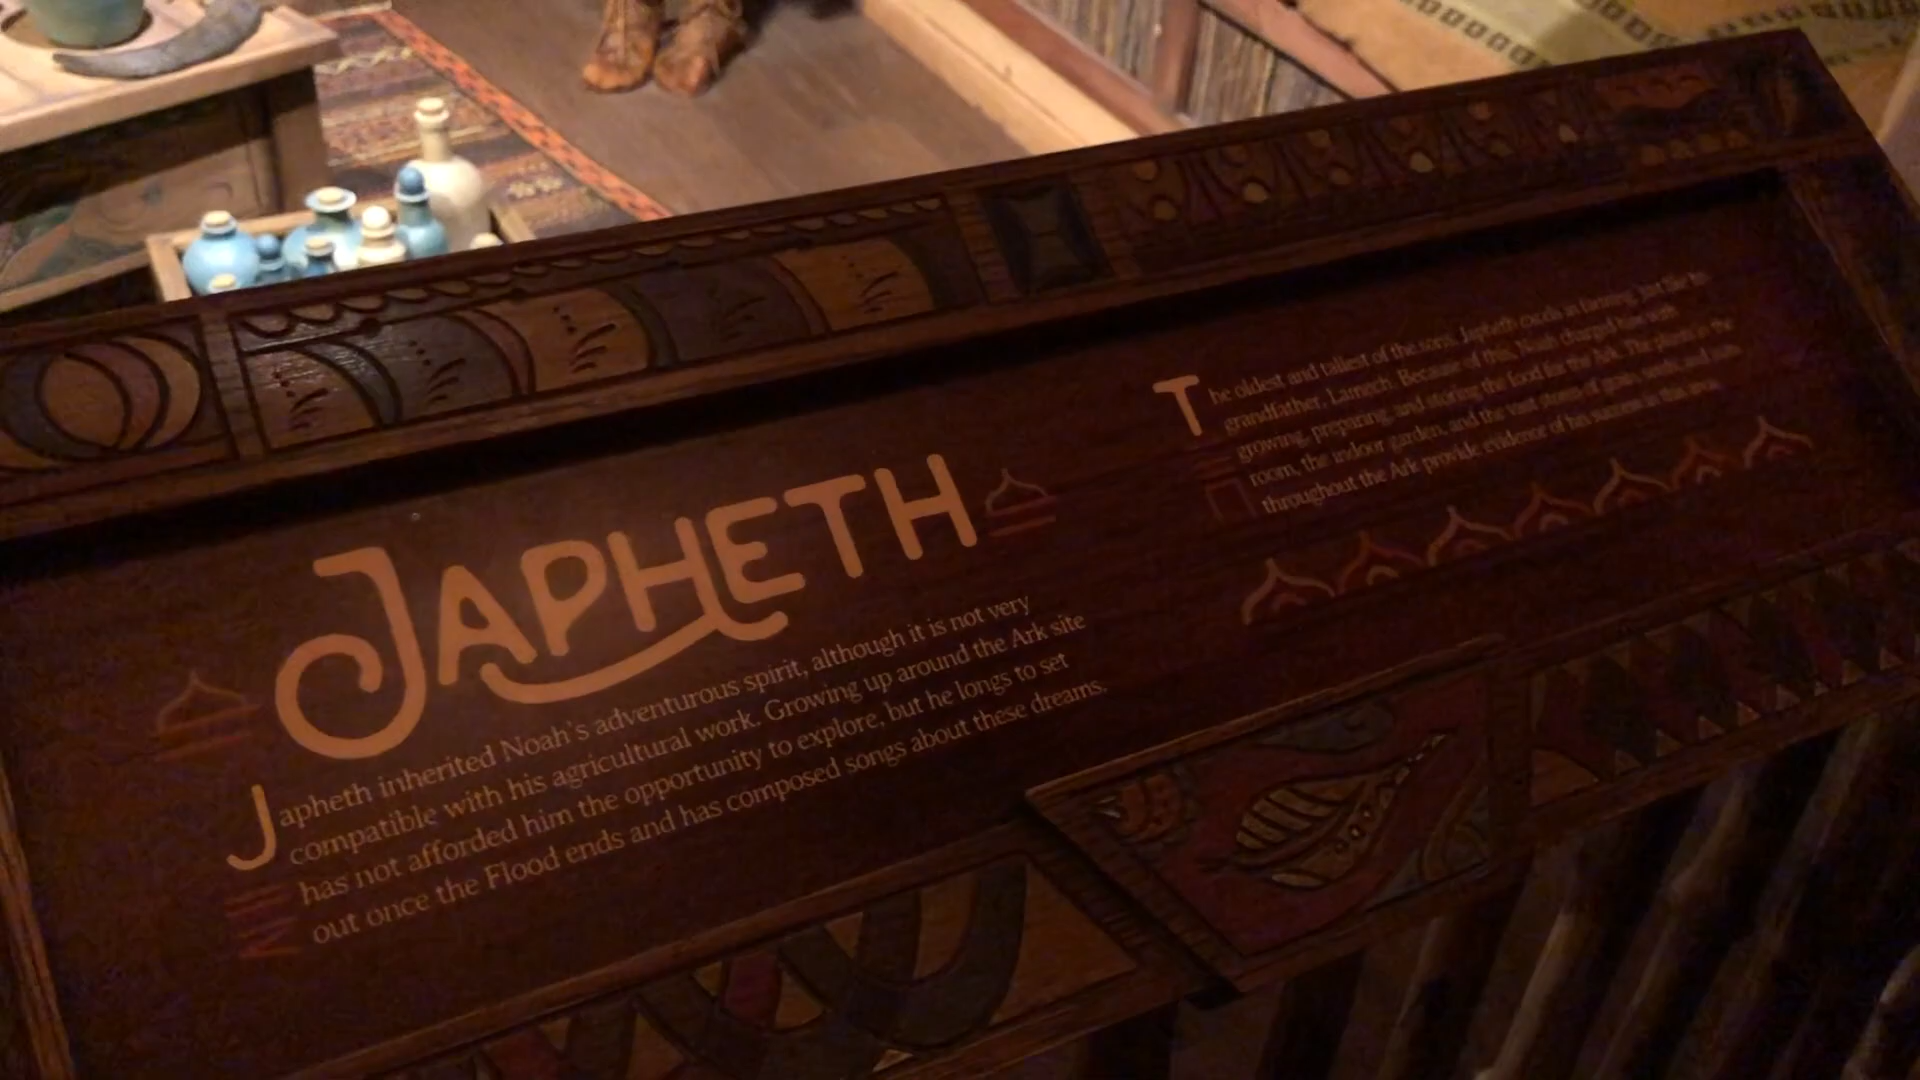 JAPHETH
Japheth inherited Noah's adventurous spirit, although it is not very
compatible with his agricultural work. Growing up around the Ark site
has not afforded him the opportunity to explore, but he longs to set
out once the Flood ends and has composed songs about these dreams.
The oldest and tallest of the sons, Japheth excels in farming, just like his
grandfather, Lamech. Because of this, Noah charged him with
growing, preparing, and storing the food for the Ark. The plants in the
room, the indoor garden, and the vast stores of grain, seeds, and nuts
throughout the Ark provide evidence of his success in this area.